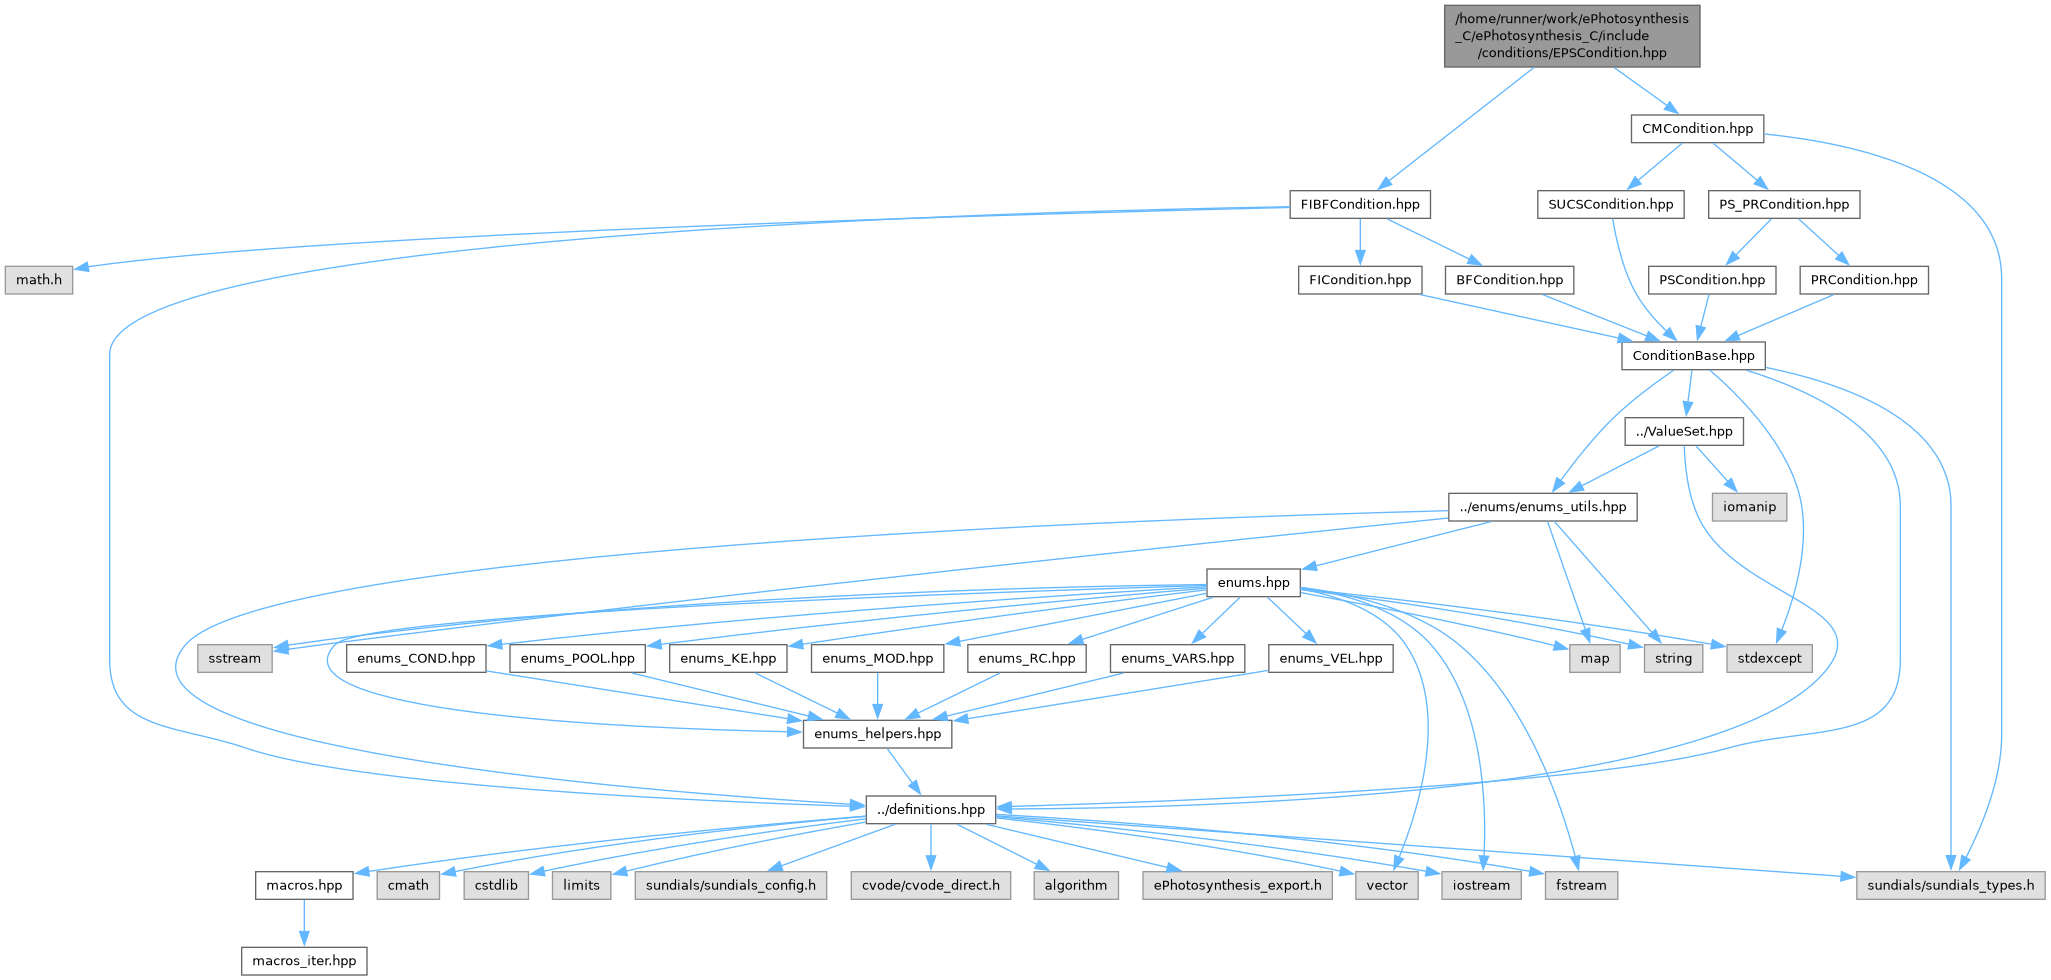 /home/runner/work/ePhotosynthesis
_C/ePhotosynthesis_C/include
/conditions/EPSCondition.hpp
CMCondition.hpp
FIBFCondition.hpp
SUCSCondition.hpp
PS_PRCondition.hpp
math.h
FICondition.hpp
BFCondition.hpp
PSCondition.hpp
PRCondition.hpp
ConditionBase.hpp
../ValueSet.hpp
../enums/enums_utils.hpp
iomanip
enums.hpp
sstream
enums_COND.hpp
enums_POOL.hpp
enums_KE.hpp
enums_MOD.hpp
enums_RC.hpp
enums_VARS.hpp
enums_VEL.hpp
map
string
stdexcept
enums_helpers.hpp
../definitions.hpp
macros.hpp
cmath
cstdlib
limits
sundials/sundials_config.h
cvode/cvode_direct.h
algorithm
ePhotosynthesis_export.h
vector
iostream
fstream
sundials/sundials_types.h
macros_iter.hpp